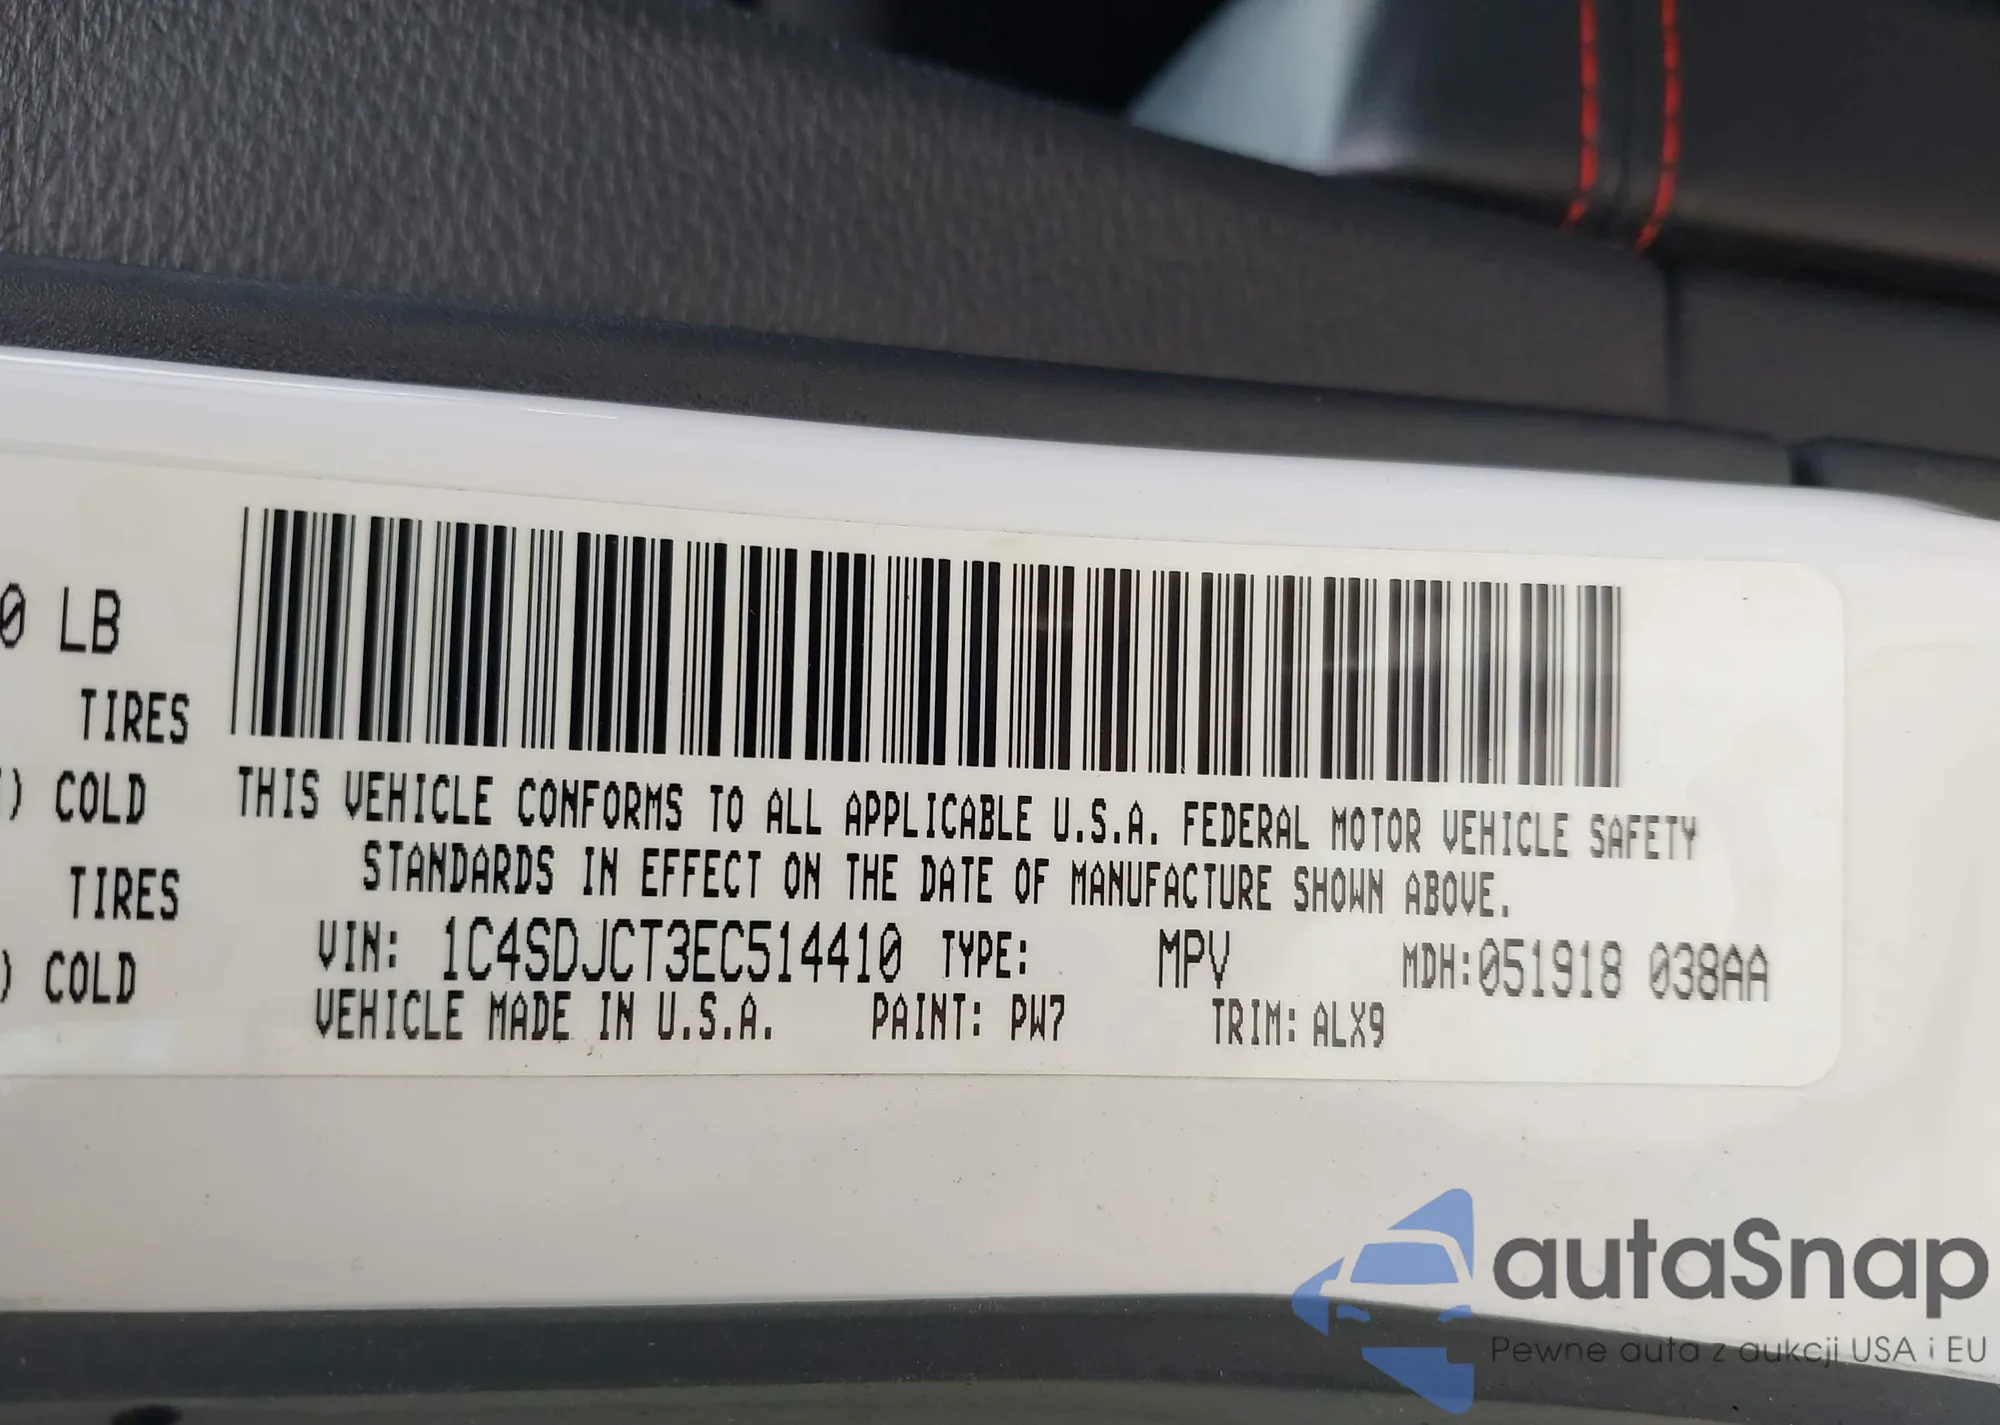 0 LB
TIRES
) COLD
TIRES
) COLD
THIS VEHICLE CONFORMS TO ALL APPLICABLE U.S.A. FEDERAL MOTOR VEHICLE SAFETY
STANDARDS IN EFFECT ON THE DATE OF MANUFACTURE SHOWN ABOVE.
VIN: 1C4SDJCT3EC514410 TYPE: MPV MDH:051918 038AA
VEHICLE MADE IN U.S.A. PAINT: PW7 TRIM: ALX9
autaSnap
Pewne auta z aukcji USA i EU